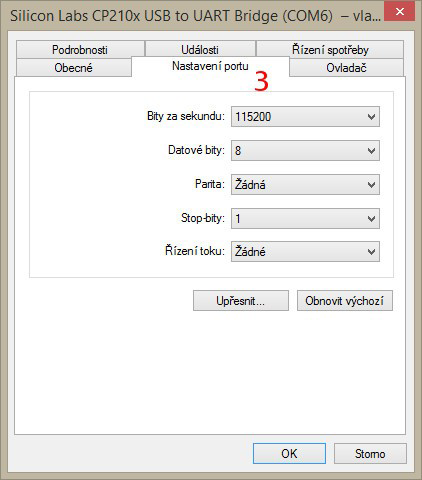 Silicon Labs CP210x USB to UART Bridge (COM6) – vla...
Podrobnosti Události Řízení spotřeby
Obecné Nastavení portu Ovladač
3
Bity za sekundu: 115200
Datové bity: 8
Parita: Žádná
Stop-bity: 1
Řízení toku: Žádné
Upřesnit... Obnovit výchozí
OK Storno